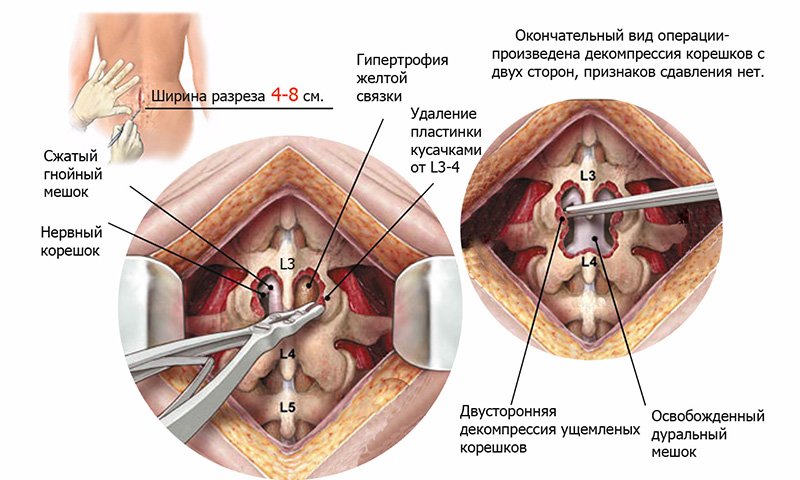 Окончательный вид операции-
произведена декомпрессия корешков с
двух сторон, признаков сдавления нет.
Ширина разреза 4-8 см.
Гипертрофия
желтой
связки
Удаление
пластинки
кусачками
от L3-4
Сжатый
гнойный
мешок
Нервный
корешок
L3
L4
L5
L3
L4
Двусторонняя
декомпрессия ущемленых
корешков
Освобожденный
дуральный
мешок